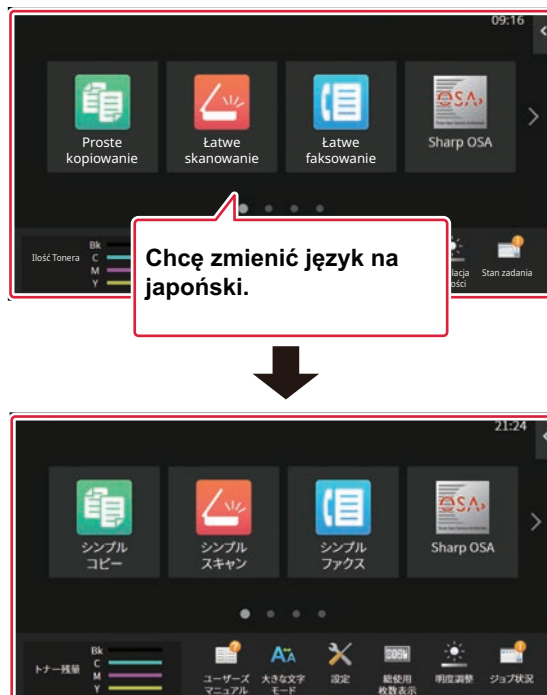 09:16
Proste
kopiowanie
Łatwe
skanowanie
Łatwe
faksowanie
Sharp OSA
Chcę zmienić język na
japoński.
Ilość Tonera
Bk
C
M
Y
Stan zadania
21:24
シンプル
コピー
シンプル
スキャン
シンプル
ファクス
Sharp OSA
トナー残量
Bk
C
M
Y
ユーザーズ
マニュアル
大きな文字
モード
設定
総使用
枚数表示
明度調整
ジョブ状況